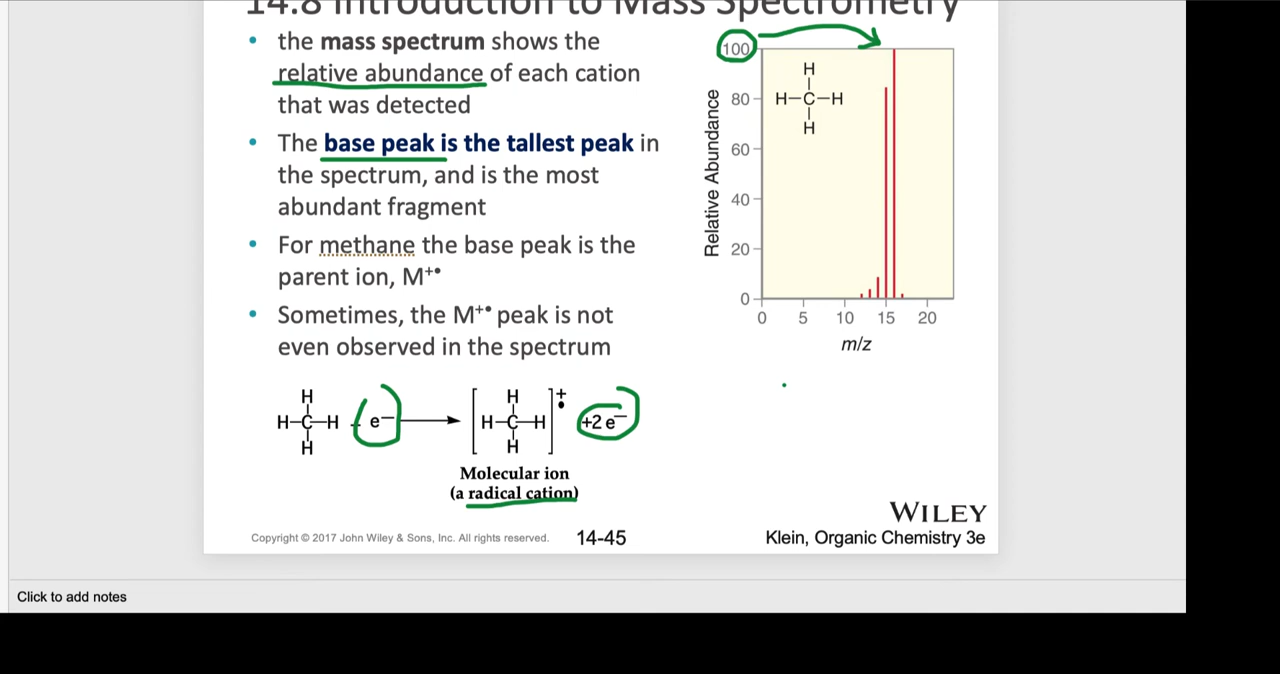 14.8 Introduction to Mass Spectrometry
• the mass spectrum shows the
relative abundance of each cation
that was detected
• The base peak is the tallest peak in
the spectrum, and is the most
abundant fragment
• For methane the base peak is the
parent ion, M⁺•
• Sometimes, the M⁺• peak is not
even observed in the spectrum
100
80
60
40
20
0
Relative Abundance
H
H–C–H
H
0 5 10 15 20
m/z
H
H–C–H + e⁻
H
H
H–C–H
H
+•
+2 e⁻
Molecular ion
(a radical cation)
Copyright © 2017 John Wiley & Sons, Inc. All rights reserved.
14-45
WILEY
Klein, Organic Chemistry 3e
Click to add notes